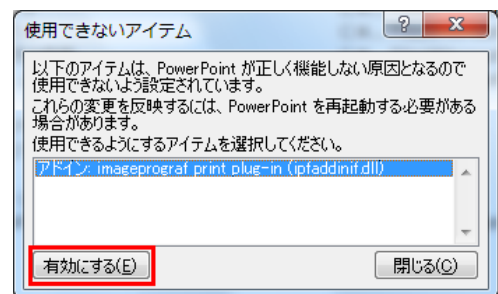 使用できないアイテム
以下のアイテムは、PowerPoint が正しく機能しない原因となるので
使用できないよう設定されています。
これらの変更を反映するには、PowerPoint を再起動する必要がある
場合があります。
使用できるようにするアイテムを選択してください。
アドイン: imageprograf print plug-in (ipfaddinif.dll)
有効にする(E)
閉じる(C)